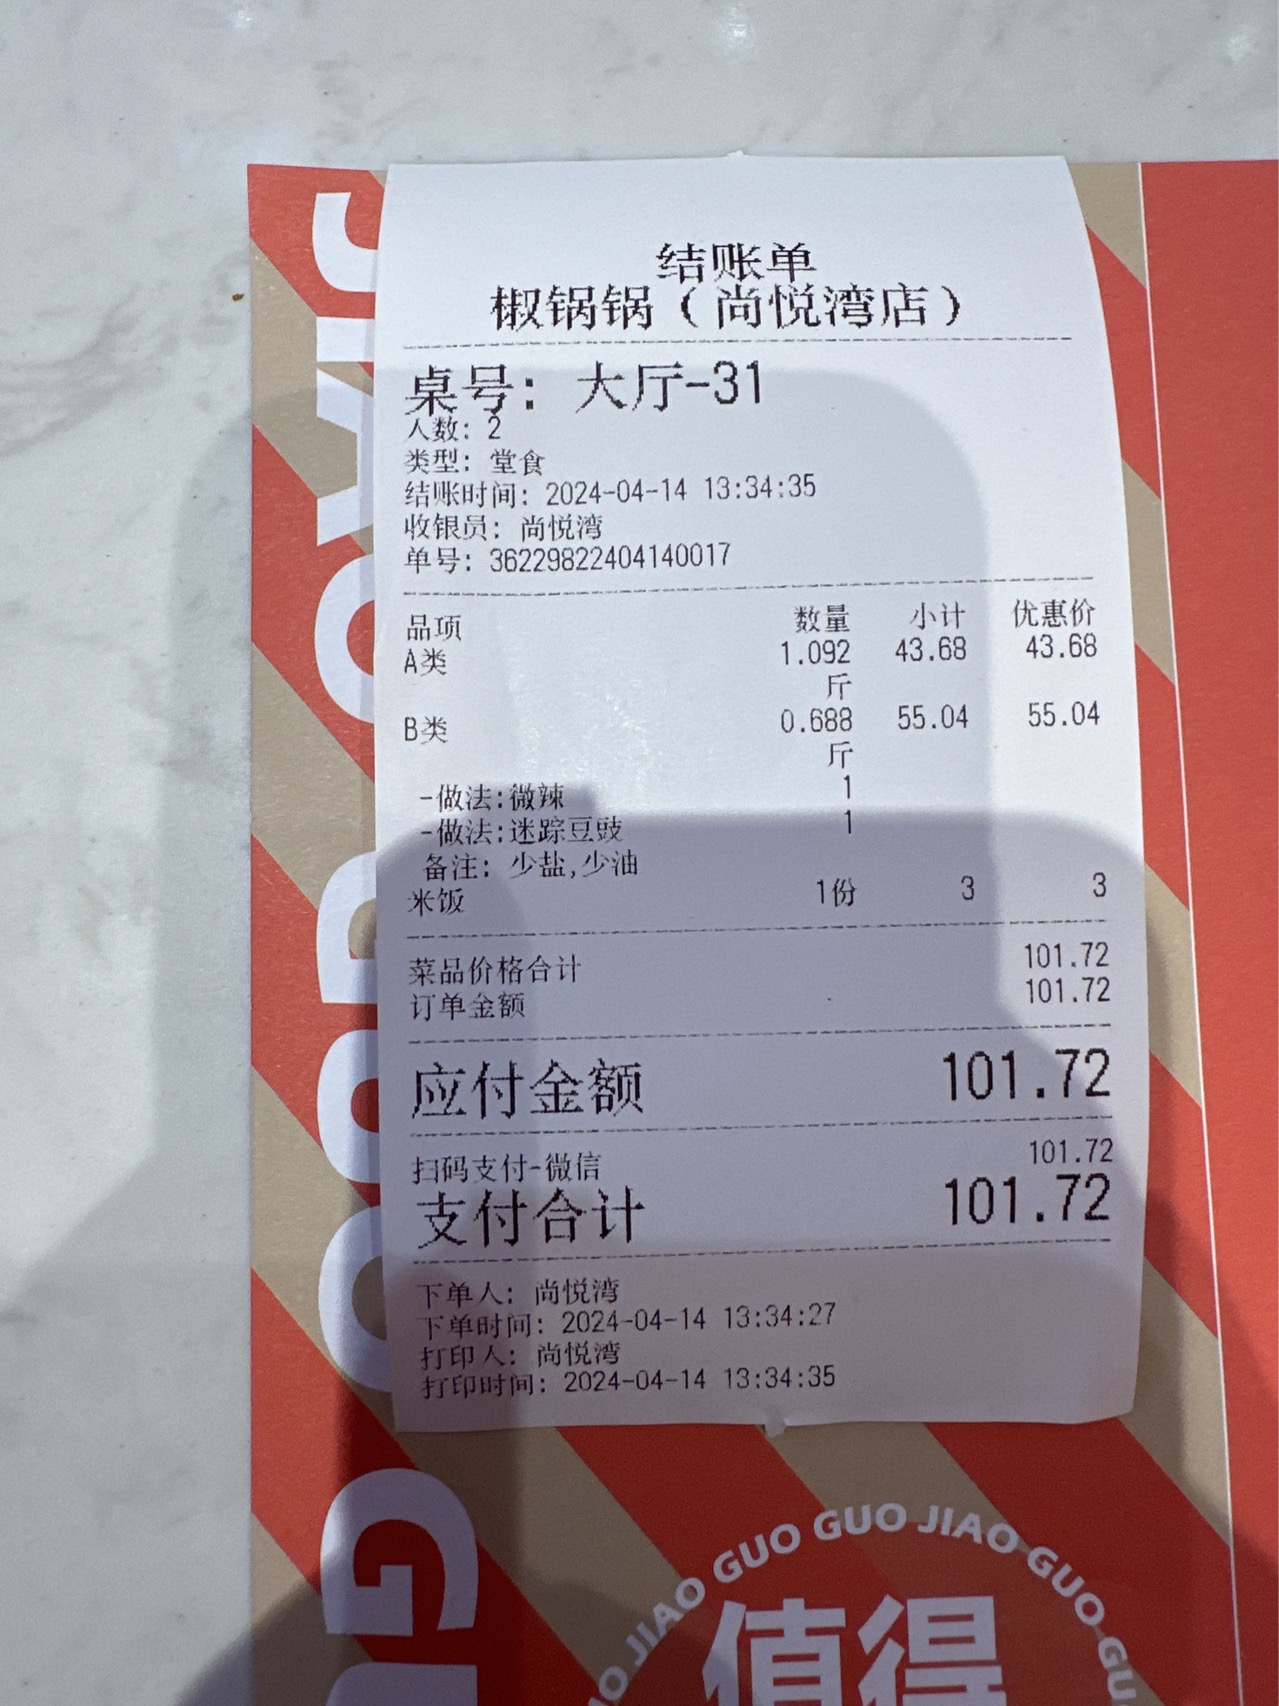 结账单
椒锅锅（尚悦湾店）
桌号: 大厅-31
人数: 2
类型: 堂食
结账时间: 2024-04-14 13:34:35
收银员: 尚悦湾
单号: 36229822404140017
品项 数量 小计 优惠价
A类 1.092 43.68 43.68
斤
B类 0.688 55.04 55.04
斤
-做法:微辣 1
-做法:迷踪豆豉 1
备注: 少盐,少油
米饭 1份 3 3
菜品价格合计 101.72
订单金额 101.72
应付金额 101.72
扫码支付-微信 101.72
支付合计 101.72
下单人: 尚悦湾
下单时间: 2024-04-14 13:34:27
打印人: 尚悦湾
打印时间: 2024-04-14 13:34:35
JIAO GUO GUO JIAO GUO
值得